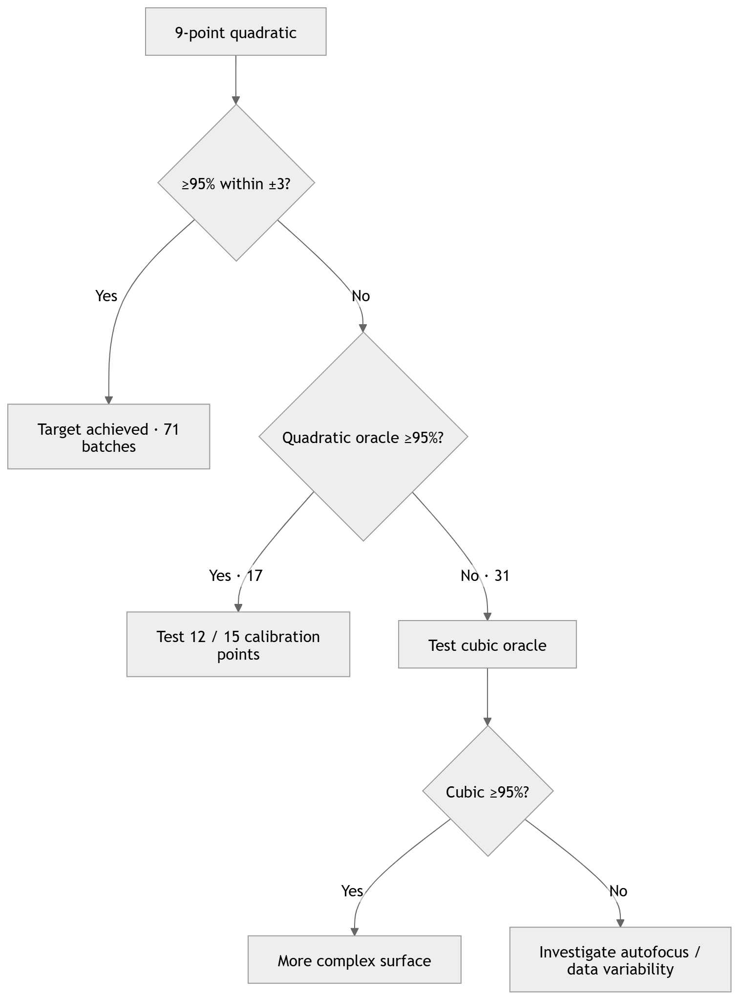 9-point quadratic
≥95% within ±3?
Yes
No
Target achieved · 71
batches
Quadratic oracle ≥95%?
Yes · 17
No · 31
Test 12 / 15 calibration
points
Test cubic oracle
Cubic ≥95%?
Yes
No
More complex surface
Investigate autofocus /
data variability